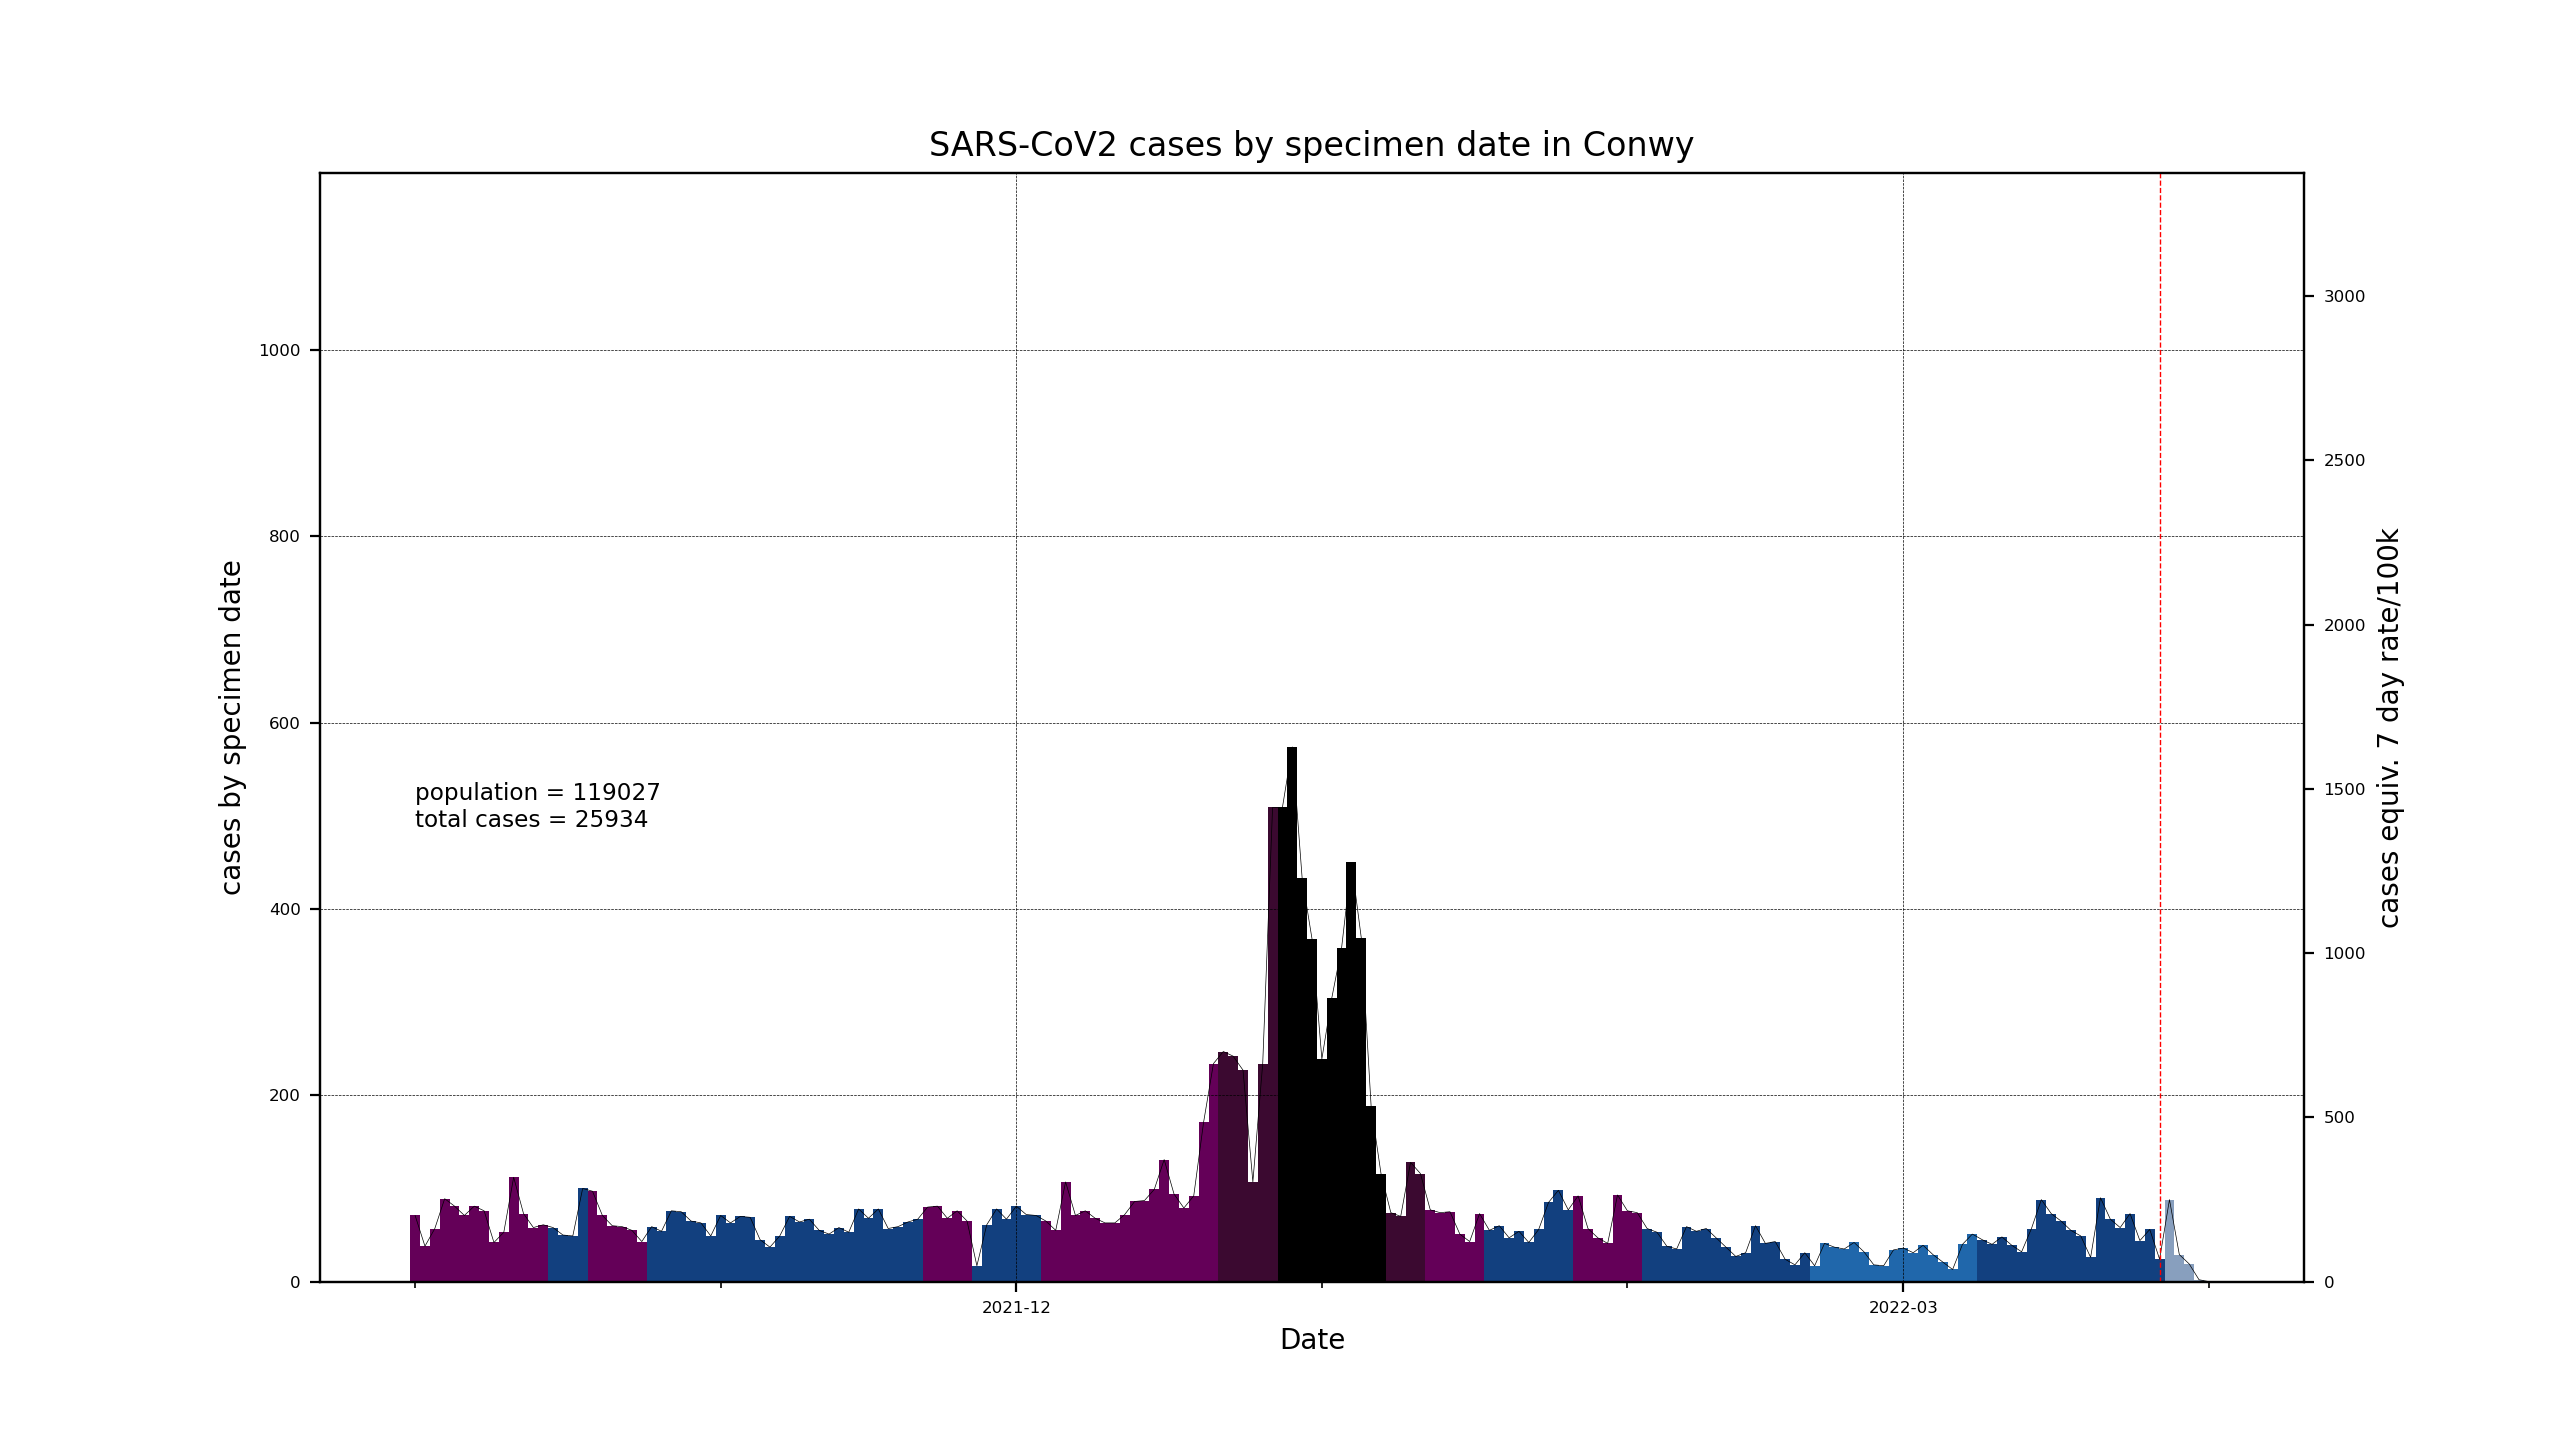 SARS-CoV2 cases by specimen date in Conwy
cases by specimen date
1000
800
600
400
200
0
population = 119027
total cases = 25934
3000
2500
2000
1500
1000
500
0
cases equiv. 7 day rate/100k
2021-12
2022-03
Date